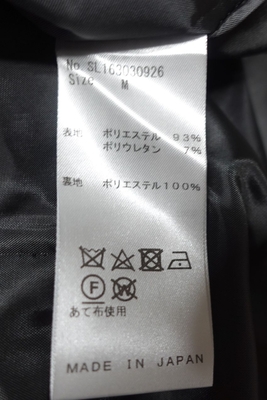 No SL163030926
Size M
表地 ポリエステル 93%
ポリウレタン 7%
裏地 ポリエステル100%
F W
あて布使用
MADE IN JAPAN